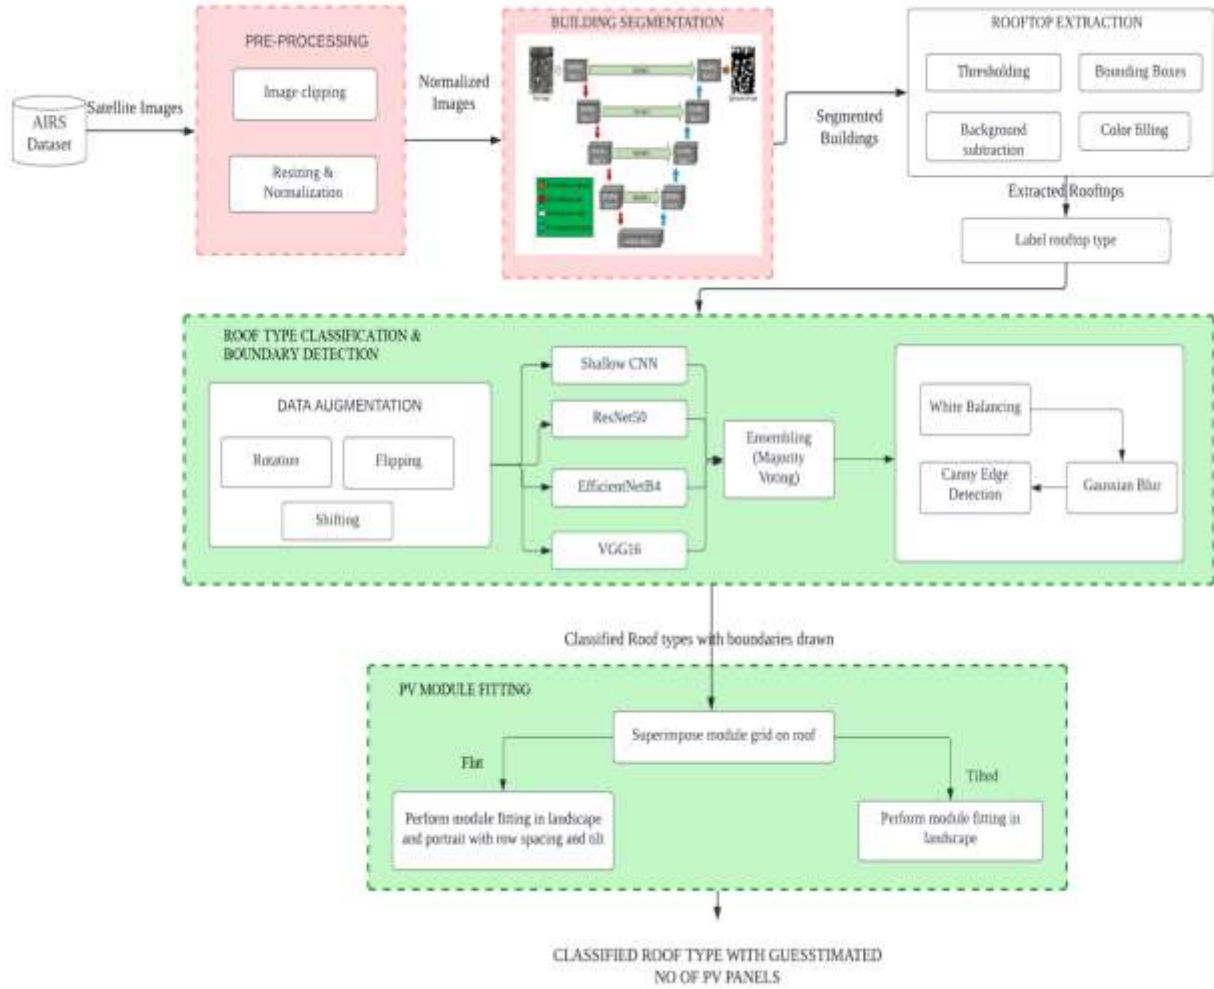 AIRS
Dataset
Satellite Images
PRE-PROCESSING
Image clipping
Resizing &
Normalization
Normalized
Images
BUILDING SEGMENTATION
Segmented
Buildings
ROOFTOP EXTRACTION
Thresholding
Bounding Boxes
Background
subtraction
Color filling
Extracted Rooftops
Label rooftop type
ROOF TYPE CLASSIFICATION &
BOUNDARY DETECTION
DATA AUGMENTATION
Rotation
Flipping
Shifting
Shallow CNN
ResNet50
EfficientNetB4
VGG16
Ensembling
(Majority
Voting)
White Balancing
Canny Edge
Detection
Gaussian Blur
Classified Roof types with boundaries drawn
PV MODULE FITTING
Superimpose module grid on roof
Flat
Tilted
Perform module fitting in landscape
and portrait with row spacing and tilt
Perform module fitting in
landscape
CLASSIFIED ROOF TYPE WITH GUESSTIMATED
NO OF PV PANELS